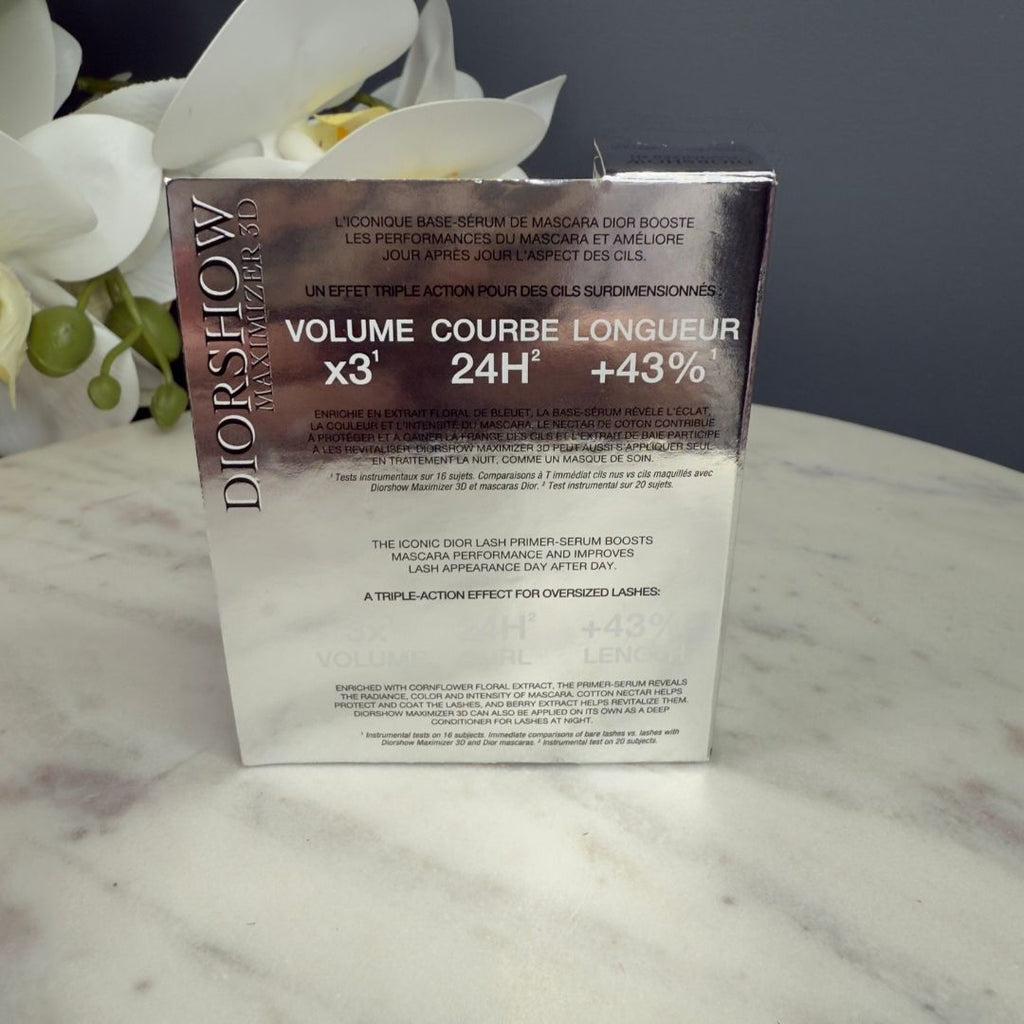 DIORSHOW
MAXIMIZER 3D
L'ICONIQUE BASE-SÉRUM DE MASCARA DIOR BOOSTE
LES PERFORMANCES DU MASCARA ET AMÉLIORE
JOUR APRÈS JOUR L'ASPECT DES CILS.
UN EFFET TRIPLE ACTION POUR DES CILS SURDIMENSIONNÉS :
VOLUME COURBE LONGUEUR
x3¹ 24H² +43%¹
ENRICHIE EN EXTRAIT FLORAL DE BLEUET, LA BASE-SÉRUM RÉVÈLE L'ÉCLAT,
LA COULEUR ET L'INTENSITÉ DU MASCARA. LE NECTAR DE COTON CONTRIBUE
À PROTÉGER ET À GAINER LA FRANGE DES CILS ET L'EXTRAIT DE BAIE PARTICIPE
À LES REVITALISER. DIORSHOW MAXIMIZER 3D PEUT AUSSI S'APPLIQUER SEUL
EN TRAITEMENT LA NUIT, COMME UN MASQUE DE SOIN.
¹ Tests instrumentaux sur 16 sujets. Comparaisons à T immédiat cils nus vs cils maquillés avec
Diorshow Maximizer 3D et mascaras Dior. ² Test instrumental sur 20 sujets.
THE ICONIC DIOR LASH PRIMER-SERUM BOOSTS
MASCARA PERFORMANCE AND IMPROVES
LASH APPEARANCE DAY AFTER DAY.
A TRIPLE-ACTION EFFECT FOR OVERSIZED LASHES:
3x 24H² +43%
VOLUME CURL LENGTH
ENRICHED WITH CORNFLOWER FLORAL EXTRACT, THE PRIMER-SERUM REVEALS
THE RADIANCE, COLOR AND INTENSITY OF MASCARA. COTTON NECTAR HELPS
PROTECT AND COAT THE LASHES, AND BERRY EXTRACT HELPS REVITALIZE THEM.
DIORSHOW MAXIMIZER 3D CAN ALSO BE APPLIED ON ITS OWN AS A DEEP
CONDITIONER FOR LASHES AT NIGHT.
¹ Instrumental tests on 16 subjects. Immediate comparisons of bare lashes vs. lashes with
Diorshow Maximizer 3D and Dior mascaras. ² Instrumental test on 20 subjects.